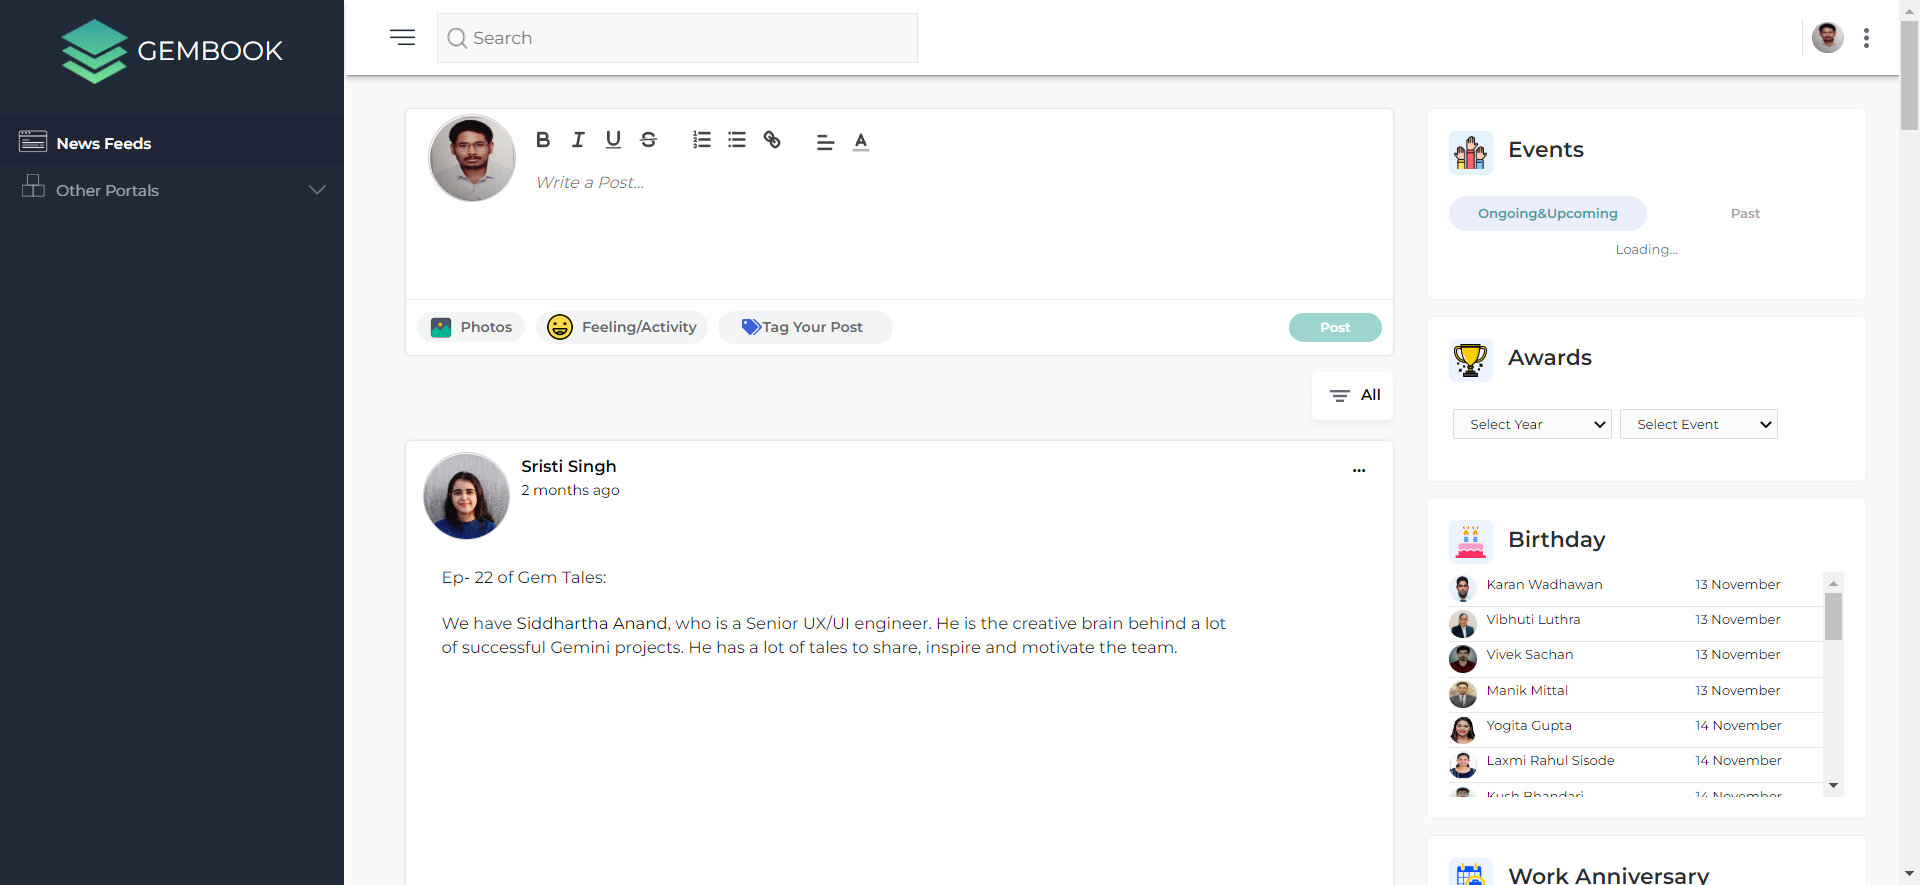 GEMBOOK
News Feeds
Other Portals
Search
Write a Post...
Photos
Feeling/Activity
Tag Your Post
Post
All
Sristi Singh
2 months ago
Ep- 22 of Gem Tales:
We have Siddhartha Anand, who is a Senior UX/UI engineer. He is the creative brain behind a lot
of successful Gemini projects. He has a lot of tales to share, inspire and motivate the team.
Events
Ongoing&Upcoming Past
Loading...
Awards
Select Year Select Event
Birthday
Karan Wadhawan 13 November
Vibhuti Luthra 13 November
Vivek Sachan 13 November
Manik Mittal 13 November
Yogita Gupta 14 November
Laxmi Rahul Sisode 14 November
Kush Bhandari 14 November
Work Anniversary